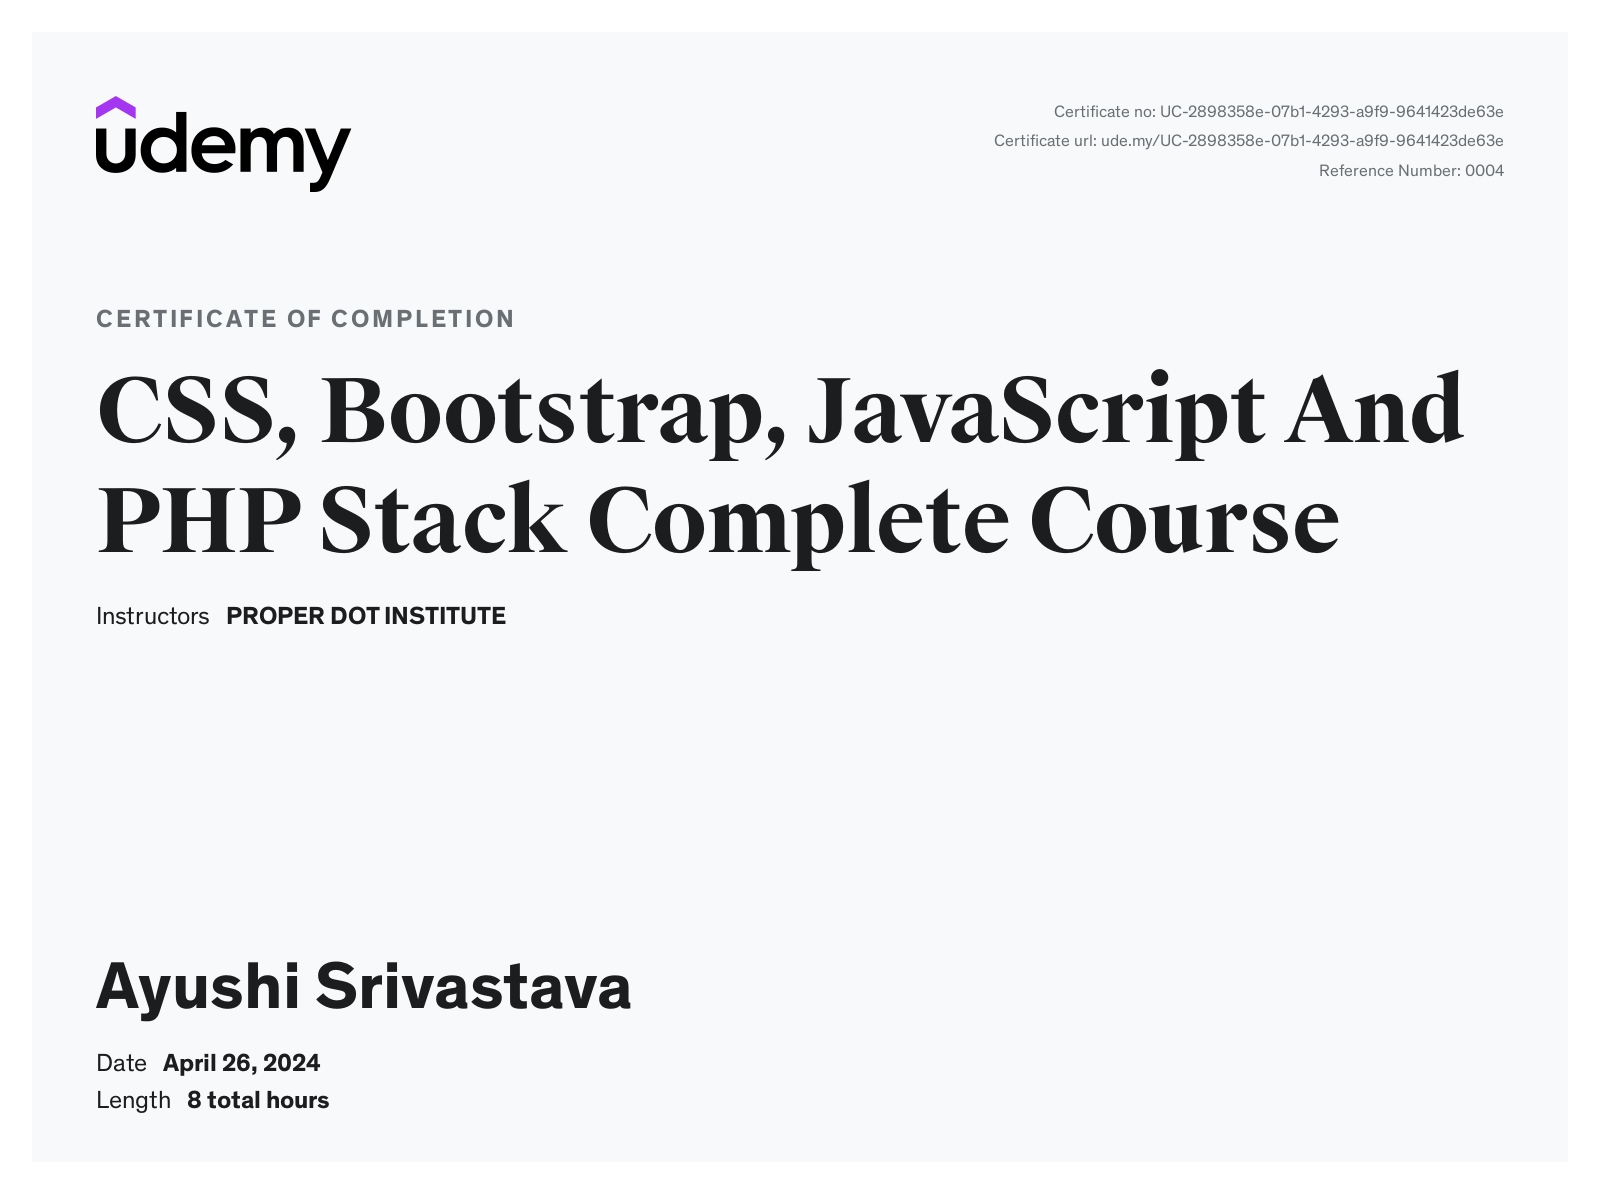 udemy
Certificate no: UC-2898358e-07b1-4293-a9f9-9641423de63e
Certificate url: ude.my/UC-2898358e-07b1-4293-a9f9-9641423de63e
Reference Number: 0004
CERTIFICATE OF COMPLETION
CSS, Bootstrap, JavaScript And
PHP Stack Complete Course
Instructors PROPER DOT INSTITUTE
Ayushi Srivastava
Date April 26, 2024
Length 8 total hours